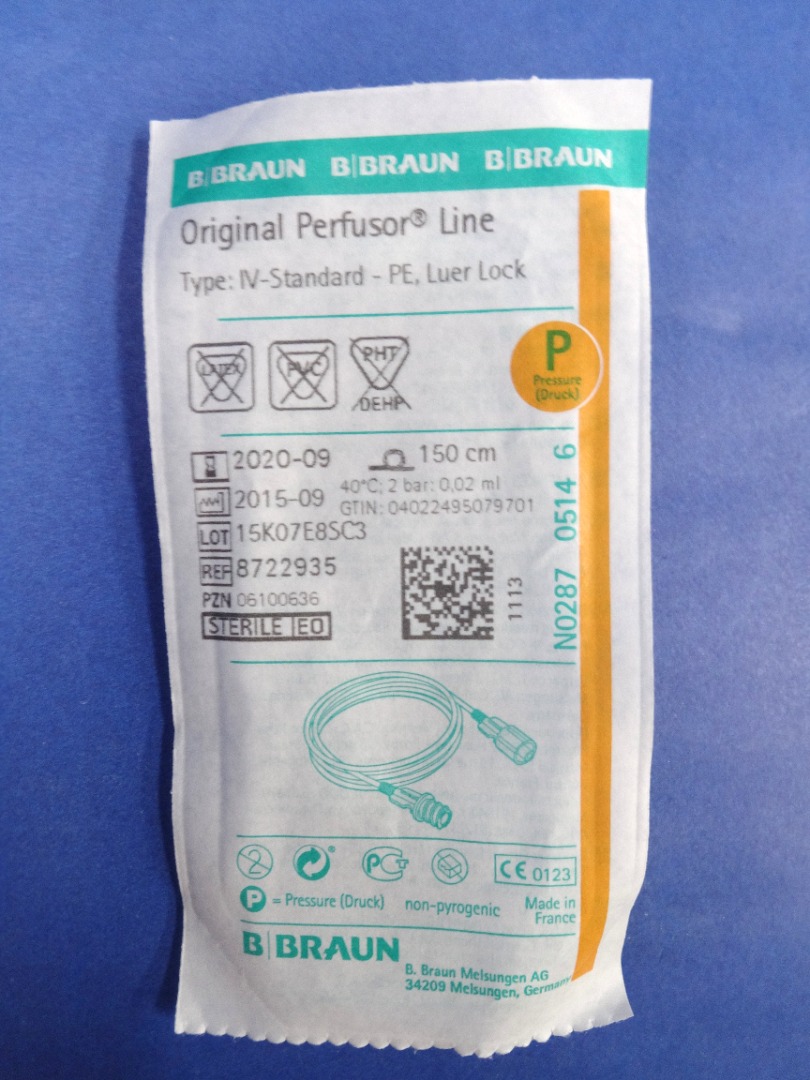 B|BRAUN B|BRAUN B|BRAUN
Original Perfusor® Line
Type: IV-Standard - PE, Luer Lock
LATEX PVC PHT
DEHP
P
Pressure
(Druck)
2020-09 150 cm
40°C; 2 bar: 0,02 ml
2015-09 GTIN: 04022495079701
LOT 15K07E8SC3
REF 8722935
PZN 06100636
STERILE EO
1113
N0287 0514 6
2 ® CE 0123
P = Pressure (Druck) non-pyrogenic Made in
France
B|BRAUN
B. Braun Melsungen AG
34209 Melsungen, Germany